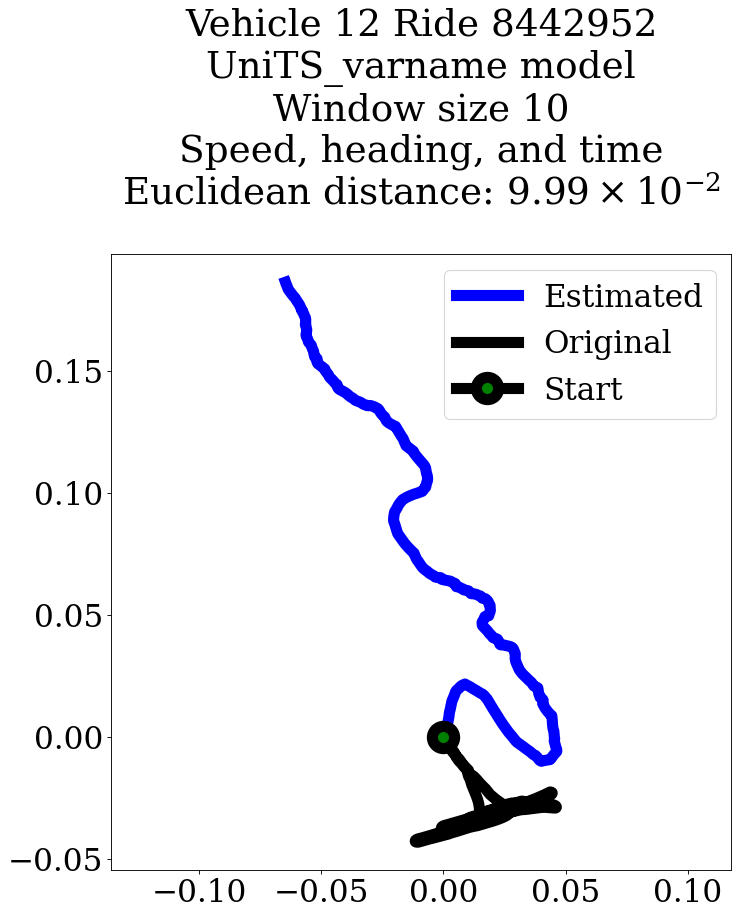 Vehicle 12 Ride 8442952
UniTS_varname model
Window size 10
Speed, heading, and time
Euclidean distance: 9.99 × 10⁻²
Estimated
Original
Start
0.15
0.10
0.05
0.00
−0.05
−0.10 −0.05 0.00 0.05 0.10